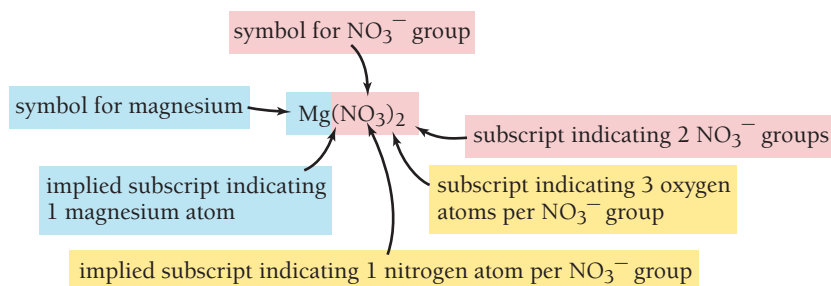 symbol for NO₃⁻ group
symbol for magnesium
Mg(NO₃)₂
subscript indicating 2 NO₃⁻ groups
implied subscript indicating
1 magnesium atom
subscript indicating 3 oxygen
atoms per NO₃⁻ group
implied subscript indicating 1 nitrogen atom per NO₃⁻ group